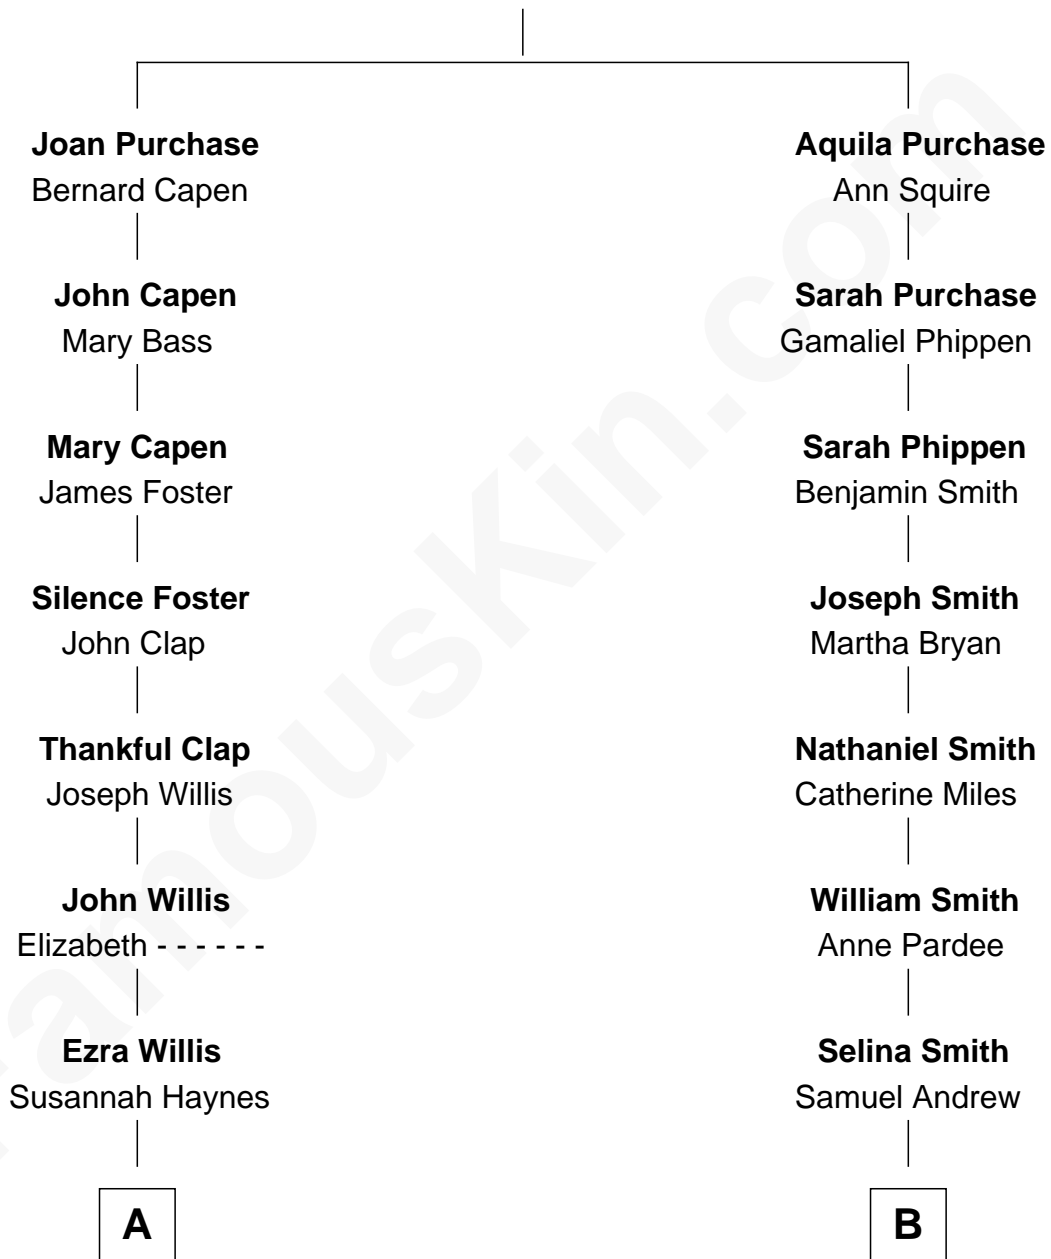 Joan Purchase
Bernard Capen
John Capen
Mary Bass
Mary Capen
James Foster
Silence Foster
John Clap
Thankful Clap
Joseph Willis
John Willis
Elizabeth - - - - - -
Ezra Willis
Susannah Haynes
A
Aquila Purchase
Ann Squire
Sarah Purchase
Gamaliel Phippen
Sarah Phippen
Benjamin Smith
Joseph Smith
Martha Bryan
Nathaniel Smith
Catherine Miles
William Smith
Anne Pardee
Selina Smith
Samuel Andrew
B
FamousKin.com